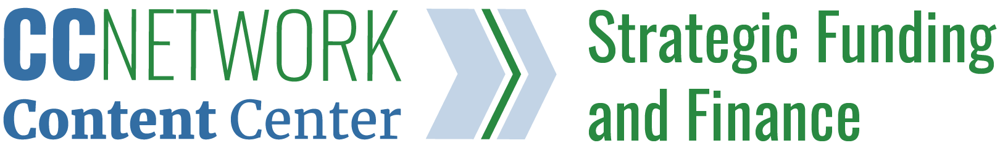 CCNETWORK
Content Center
Strategic Funding
and Finance